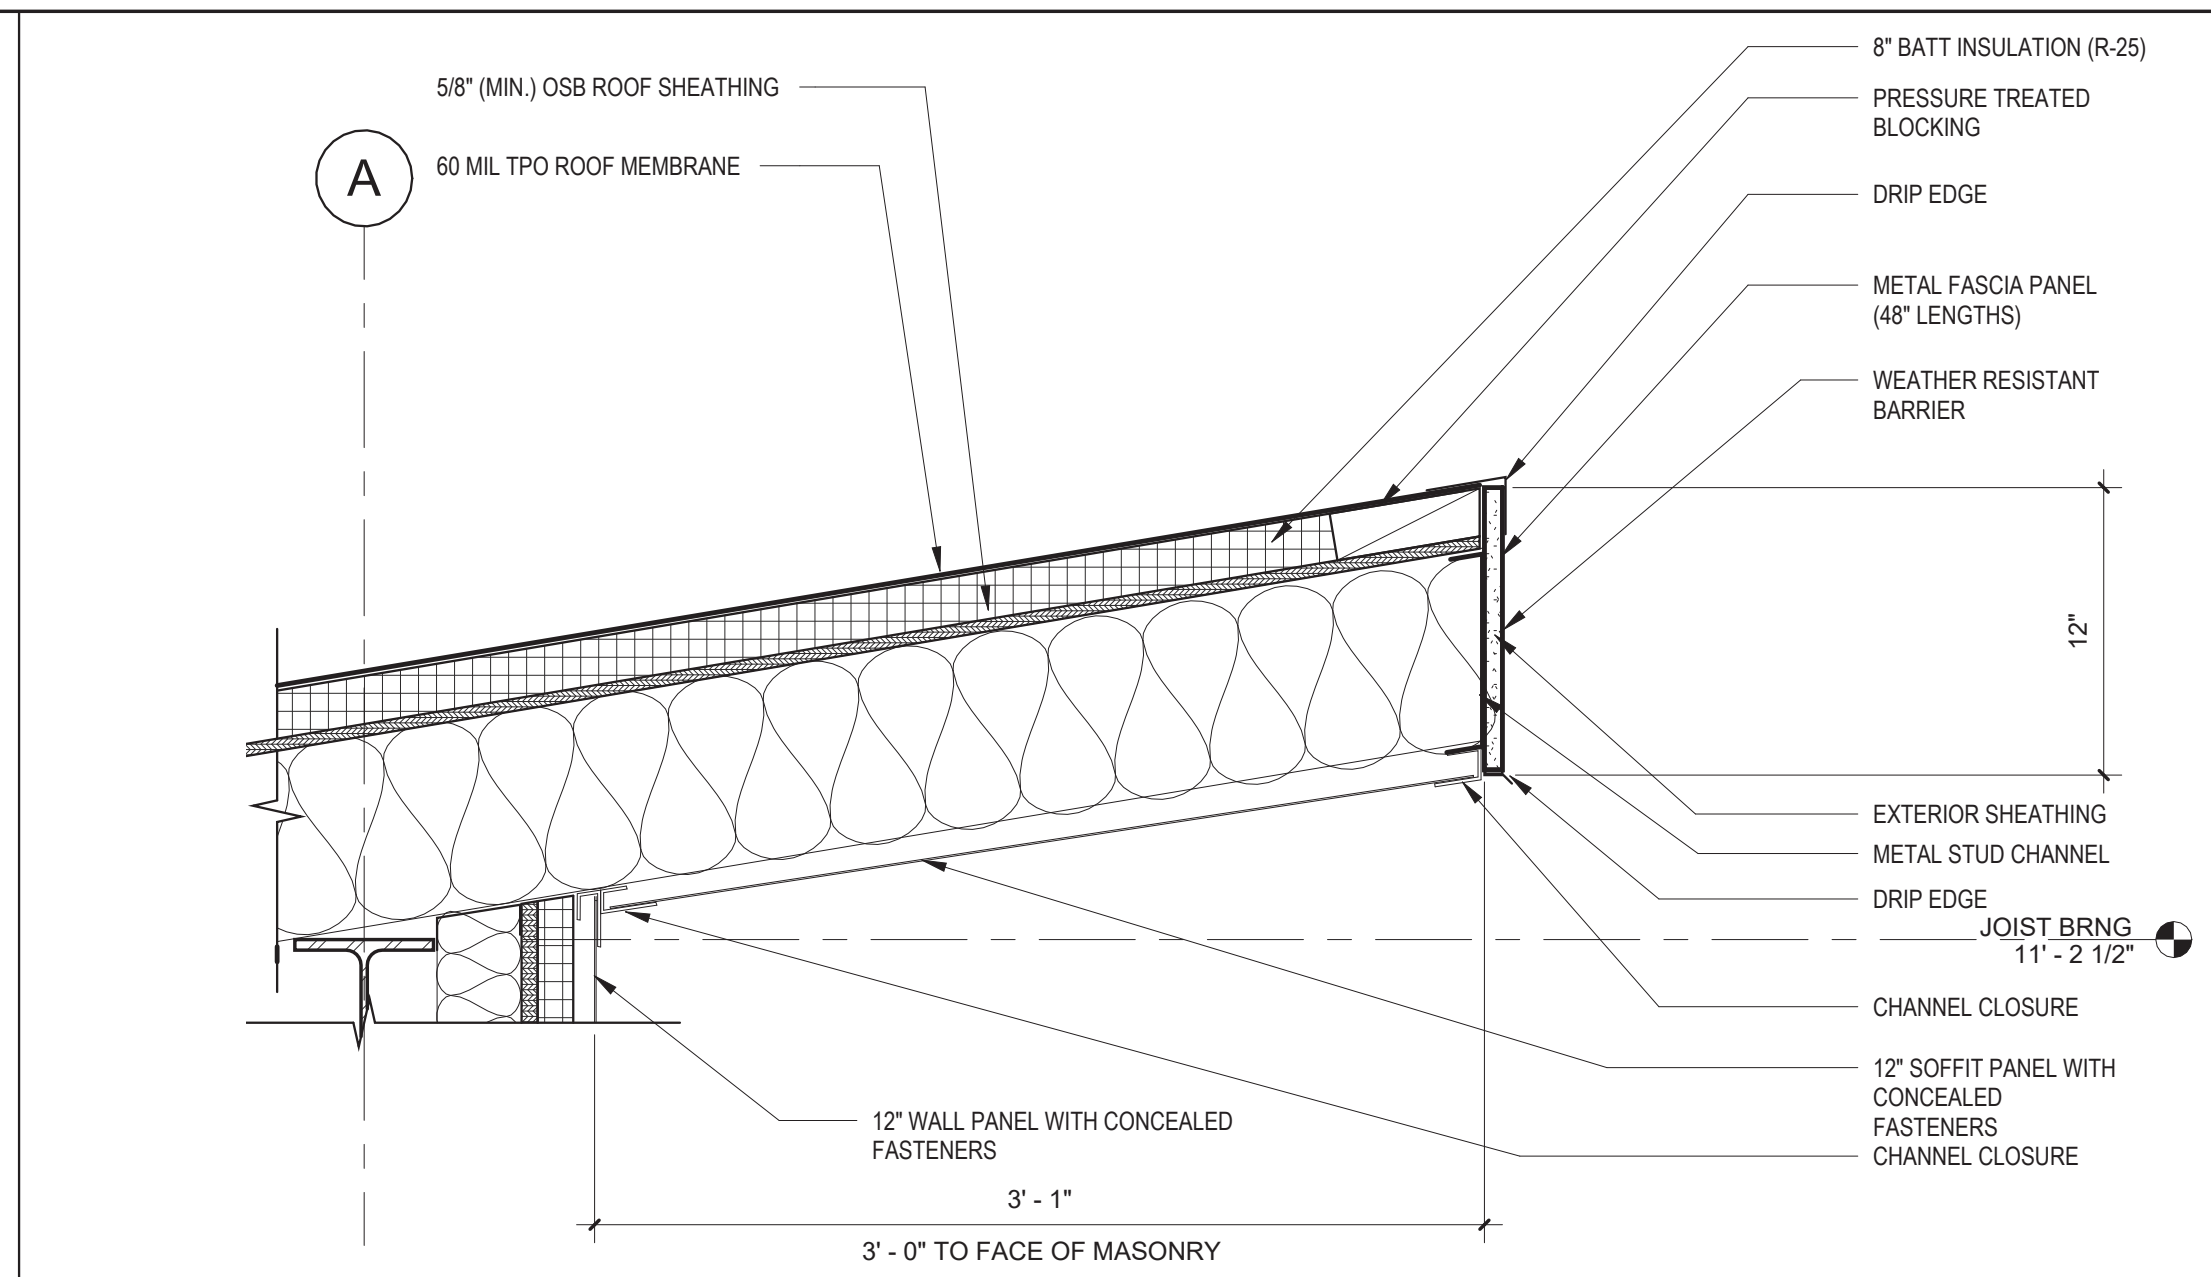 8" BATT INSULATION (R-25)
5/8" (MIN.) OSB ROOF SHEATHING
PRESSURE TREATED
BLOCKING
A
60 MIL TPO ROOF MEMBRANE
DRIP EDGE
METAL FASCIA PANEL
(48" LENGTHS)
WEATHER RESISTANT
BARRIER
12"
EXTERIOR SHEATHING
METAL STUD CHANNEL
DRIP EDGE
JOIST BRNG
11' - 2 1/2"
CHANNEL CLOSURE
12" SOFFIT PANEL WITH
CONCEALED
FASTENERS
CHANNEL CLOSURE
12" WALL PANEL WITH CONCEALED
FASTENERS
3' - 1"
3' - 0" TO FACE OF MASONRY